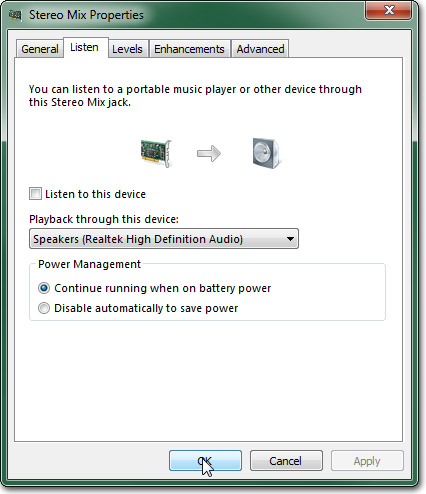 Stereo Mix Properties
General Listen Levels Enhancements Advanced
You can listen to a portable music player or other device through
this Stereo Mix jack.
Listen to this device
Playback through this device:
Speakers (Realtek High Definition Audio)
Power Management
Continue running when on battery power
Disable automatically to save power
OK Cancel Apply